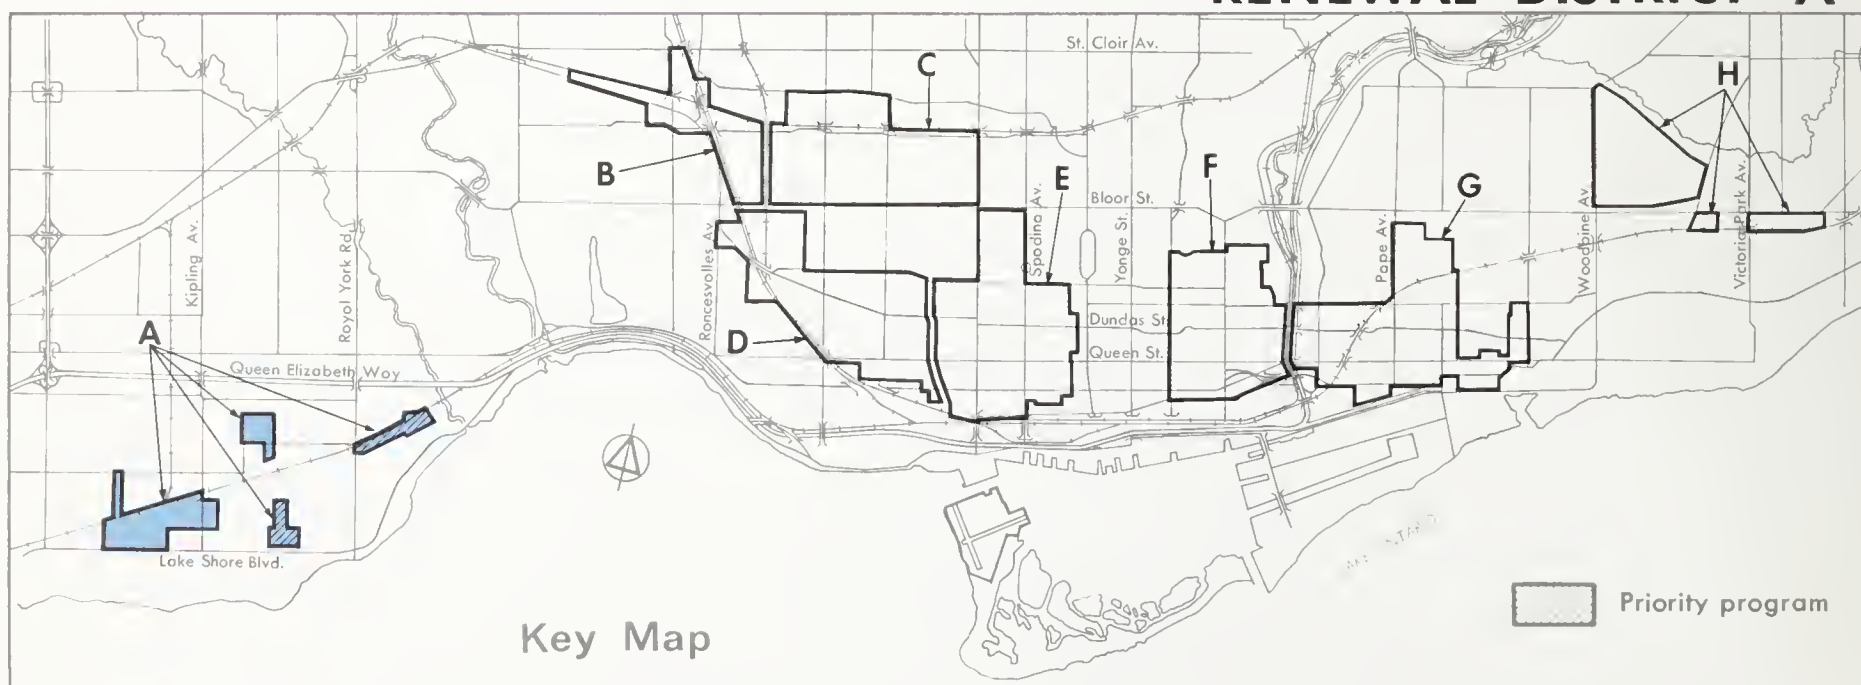 RENEWAL DISTRICT A
St. Clair Av.
C
H
B
E
F
G
Kipling Av.
Royal York Rd.
Roncesvalles Av.
Spadina Av.
Bloor St.
Yonge St.
Pape Av.
Woodbine Av.
Victoria Park Av.
A
D
Dundas St.
Queen St.
Queen Elizabeth Way
Lake Shore Blvd.
Key Map
Priority program